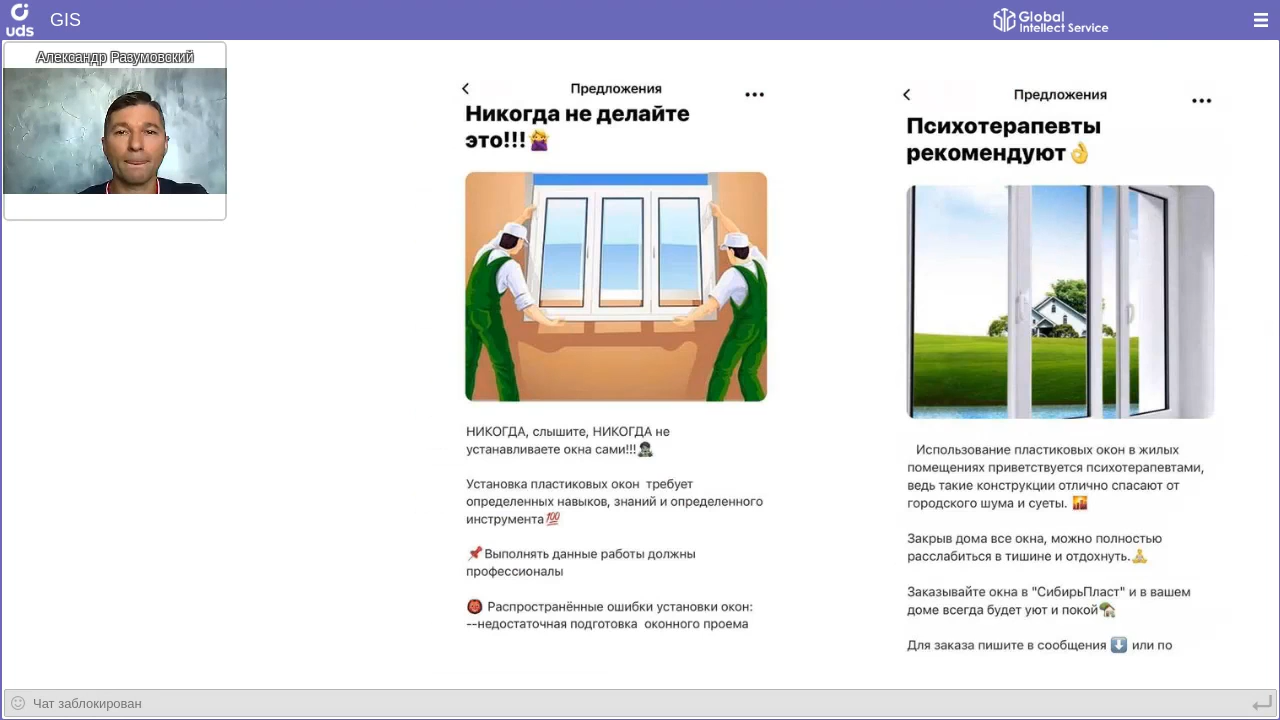 uds
GIS
Global
Intellect Service
Александр Разумовский
Предложения
Никогда не делайте
это!!!🙅‍♀️
НИКОГДА, слышите, НИКОГДА не
устанавливаете окна сами!!!
Установка пластиковых окон требует
определенных навыков, знаний и определенного
инструмента💯
📌Выполнять данные работы должны
профессионалы
👹 Распространённые ошибки установки окон:
--недостаточная подготовка оконного проема
Предложения
Психотерапевты
рекомендуют👌
Использование пластиковых окон в жилых
помещениях приветствуется психотерапевтами,
ведь такие конструкции отлично спасают от
городского шума и суеты. 🌇
Закрыв дома все окна, можно полностью
расслабиться в тишине и отдохнуть.🧘
Заказывайте окна в "СибирьПласт" и в вашем
доме всегда будет уют и покой🏡
Для заказа пишите в сообщения ⬇️ или по
Чат заблокирован